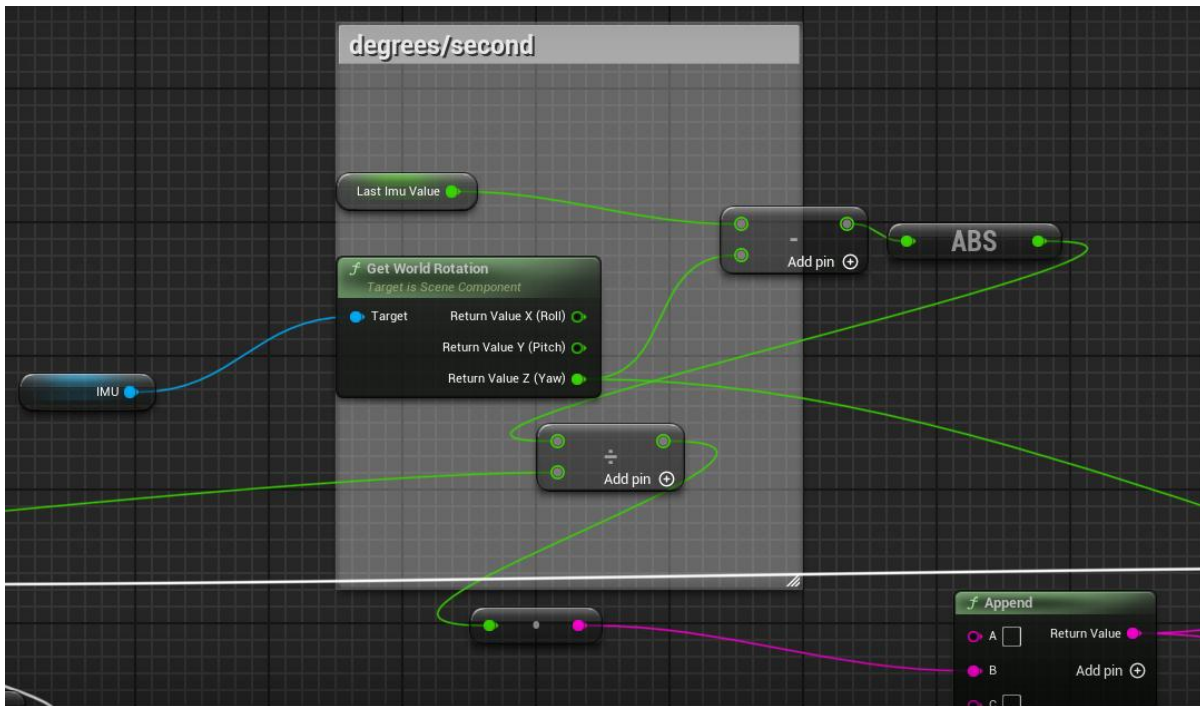 degrees/second
Last Imu Value
-
Add pin
ABS
f Get World Rotation
Target is Scene Component
Target
Return Value X (Roll)
Return Value Y (Pitch)
Return Value Z (Yaw)
IMU
÷
Add pin
f Append
A
Return Value
B
Add pin
C